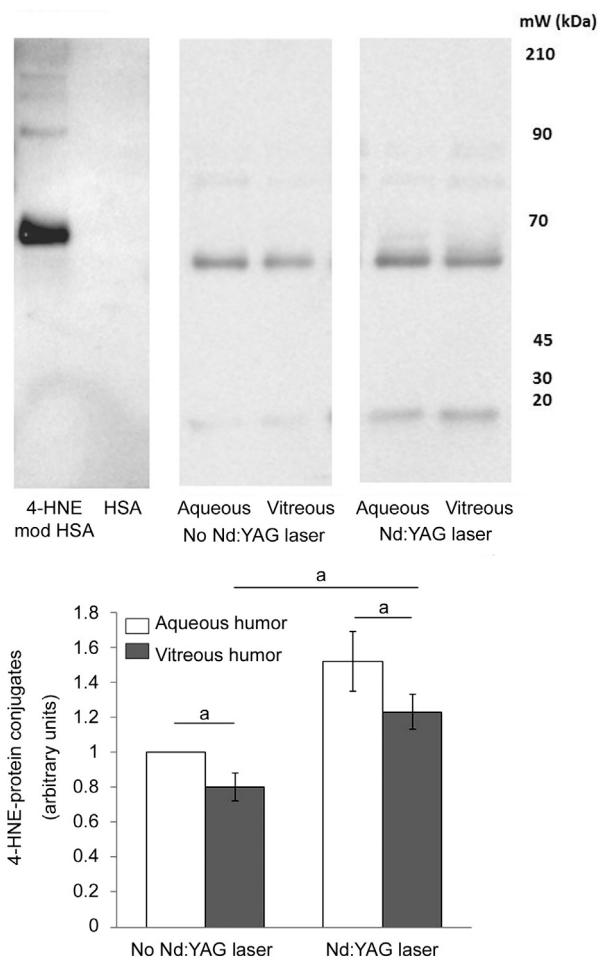 mW (kDa)
210
90
70
45
30
20
4-HNE mod HSA
HSA
Aqueous Vitreous
No Nd:YAG laser
Aqueous Vitreous
Nd:YAG laser
a
a
a
4-HNE-protein conjugates
(arbitrary units)
1.8
1.6
1.4
1.2
1
0.8
0.6
0.4
0.2
0
Aqueous humor
Vitreous humor
No Nd:YAG laser
Nd:YAG laser